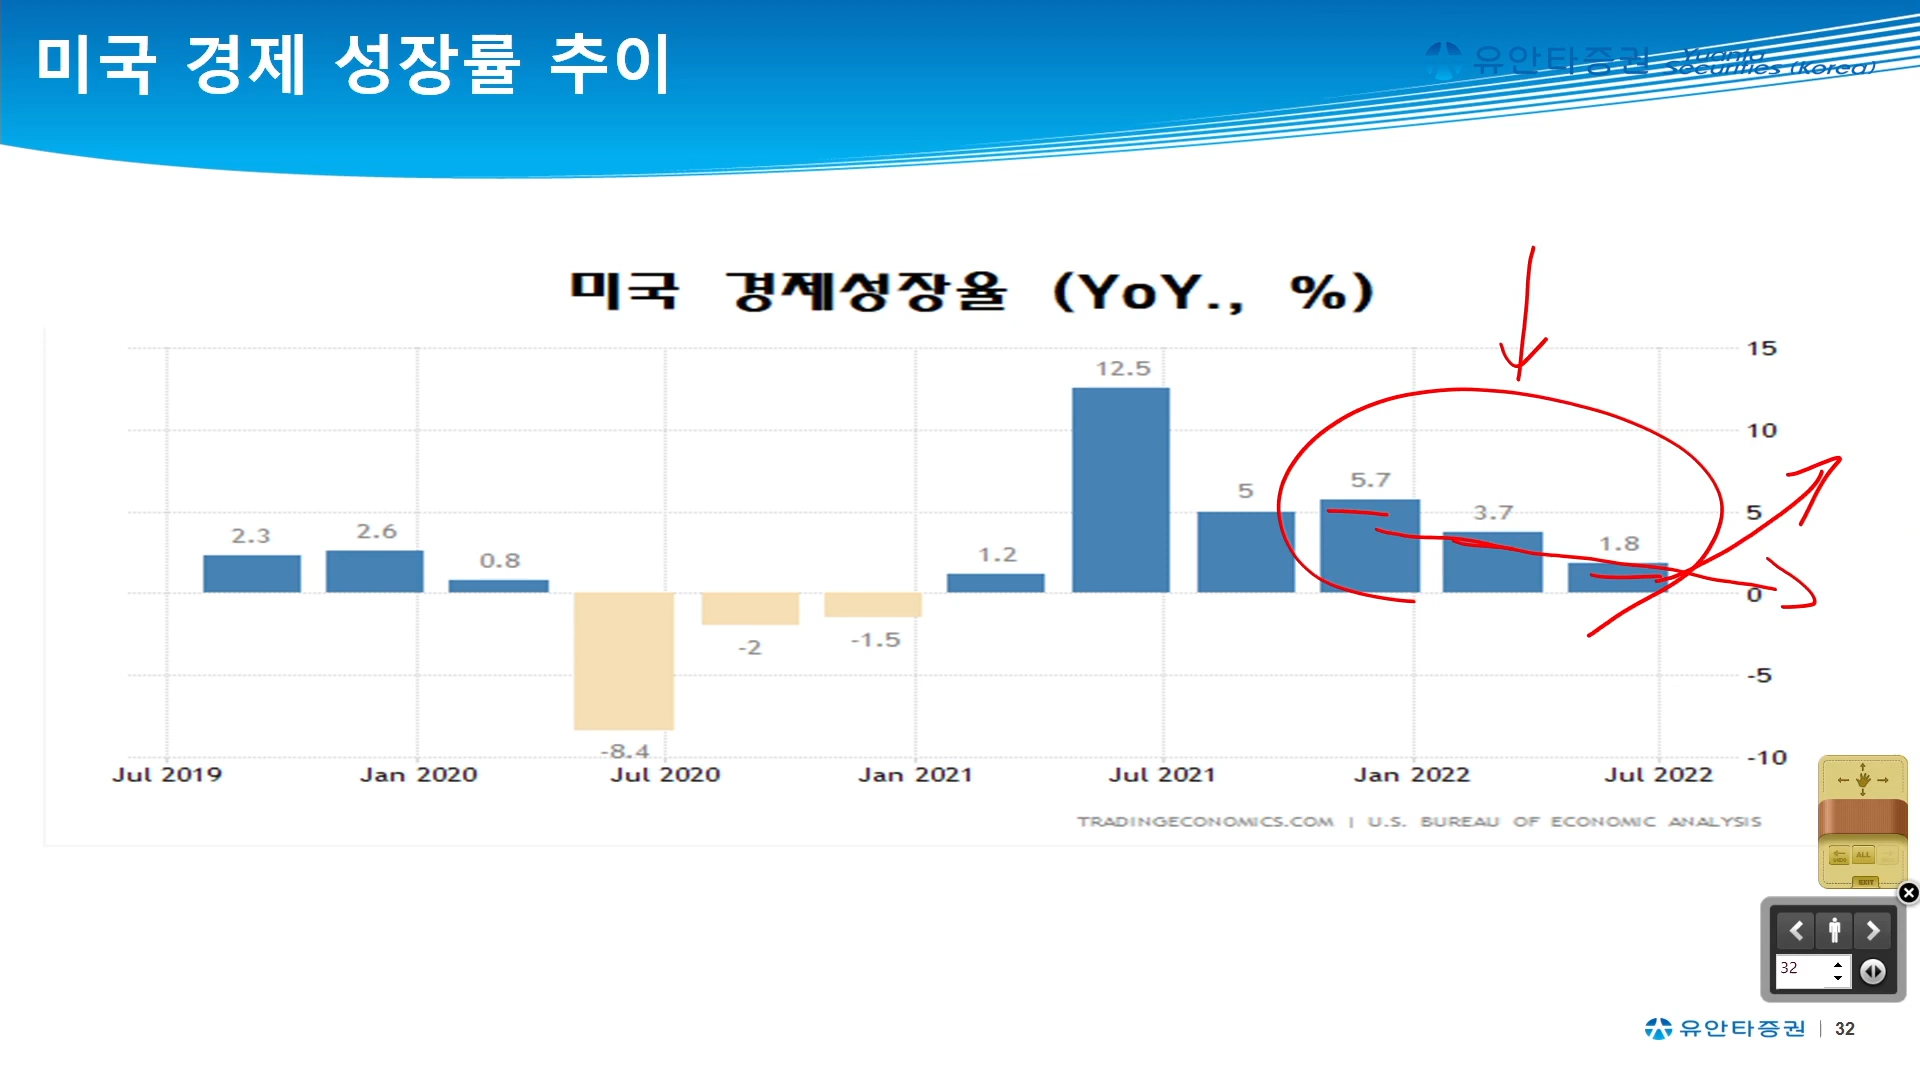 미국 경제 성장률 추이
유안타증권 Yuanta Securities (Korea)
미국 경제성장율 (YoY., %)
15
12.5
10
5.7
5
5
3.7
2.3
2.6
0.8
1.2
1.8
0
-2
-1.5
-5
-8.4
-10
Jul 2019 Jan 2020 Jul 2020 Jan 2021 Jul 2021 Jan 2022 Jul 2022
TRADINGECONOMICS.COM | U.S. BUREAU OF ECONOMIC ANALYSIS
ALL
EXIT
32
유안타증권 | 32